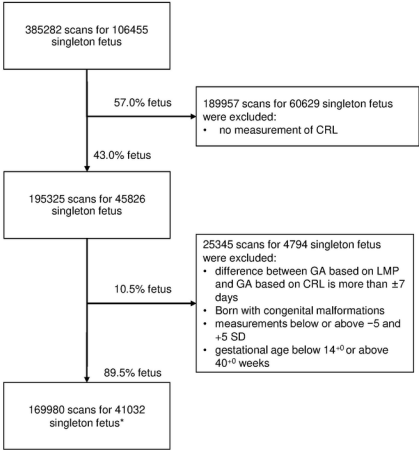 385282 scans for 106455
singleton fetus
57.0% fetus
189957 scans for 60629 singleton fetus
were excluded:
• no measurement of CRL
43.0% fetus
195325 scans for 45826
singleton fetus
25345 scans for 4794 singleton fetus
were excluded:
• difference between GA based on LMP
and GA based on CRL is more than ±7
days
• Born with congenital malformations
• measurements below or above −5 and
+5 SD
• gestational age below 14⁺⁰ or above
40⁺⁰ weeks
10.5% fetus
89.5% fetus
169980 scans for 41032
singleton fetus*